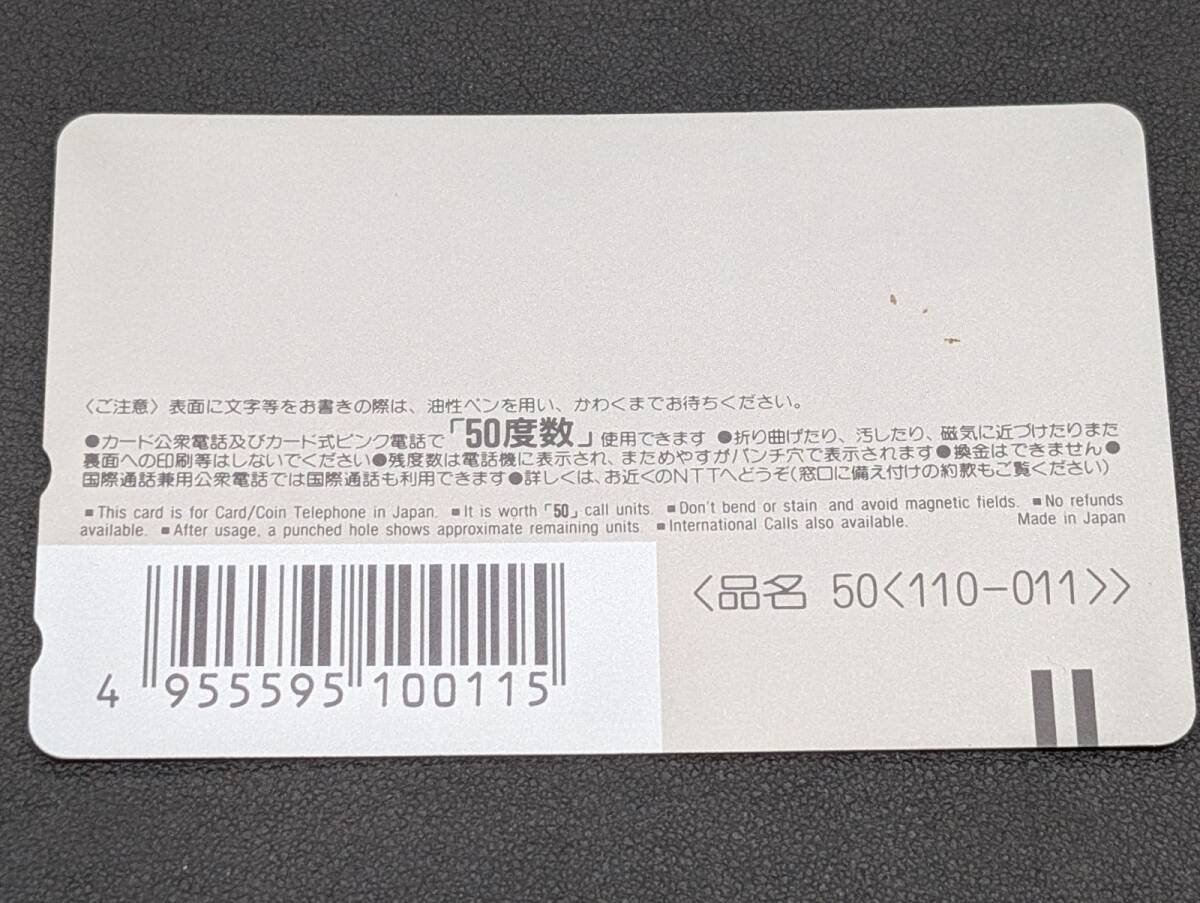 〈ご注意〉表面に文字等をお書きの際は、油性ペンを用い、かわくまでお待ちください。
●カード公衆電話及びカード式ピンク電話で「50度数」使用できます ●折り曲げたり、汚したり、磁気に近づけたりまた
裏面への印刷等はしないでください●残度数は電話機に表示され、まためやすがパンチ穴で表示されます●換金はできません●
国際通話兼用公衆電話では国際通話も利用できます●詳しくは、お近くのNTTへどうぞ(窓口に備え付けの約款もご覧ください)
■This card is for Card/Coin Telephone in Japan. ■It is worth「50」call units. ■Don't bend or stain and avoid magnetic fields. ■No refunds
available. ■After usage, a punched hole shows approximate remaining units. ■International Calls also available. Made in Japan
〈品名 50〈110-011〉〉
4 955595 100115